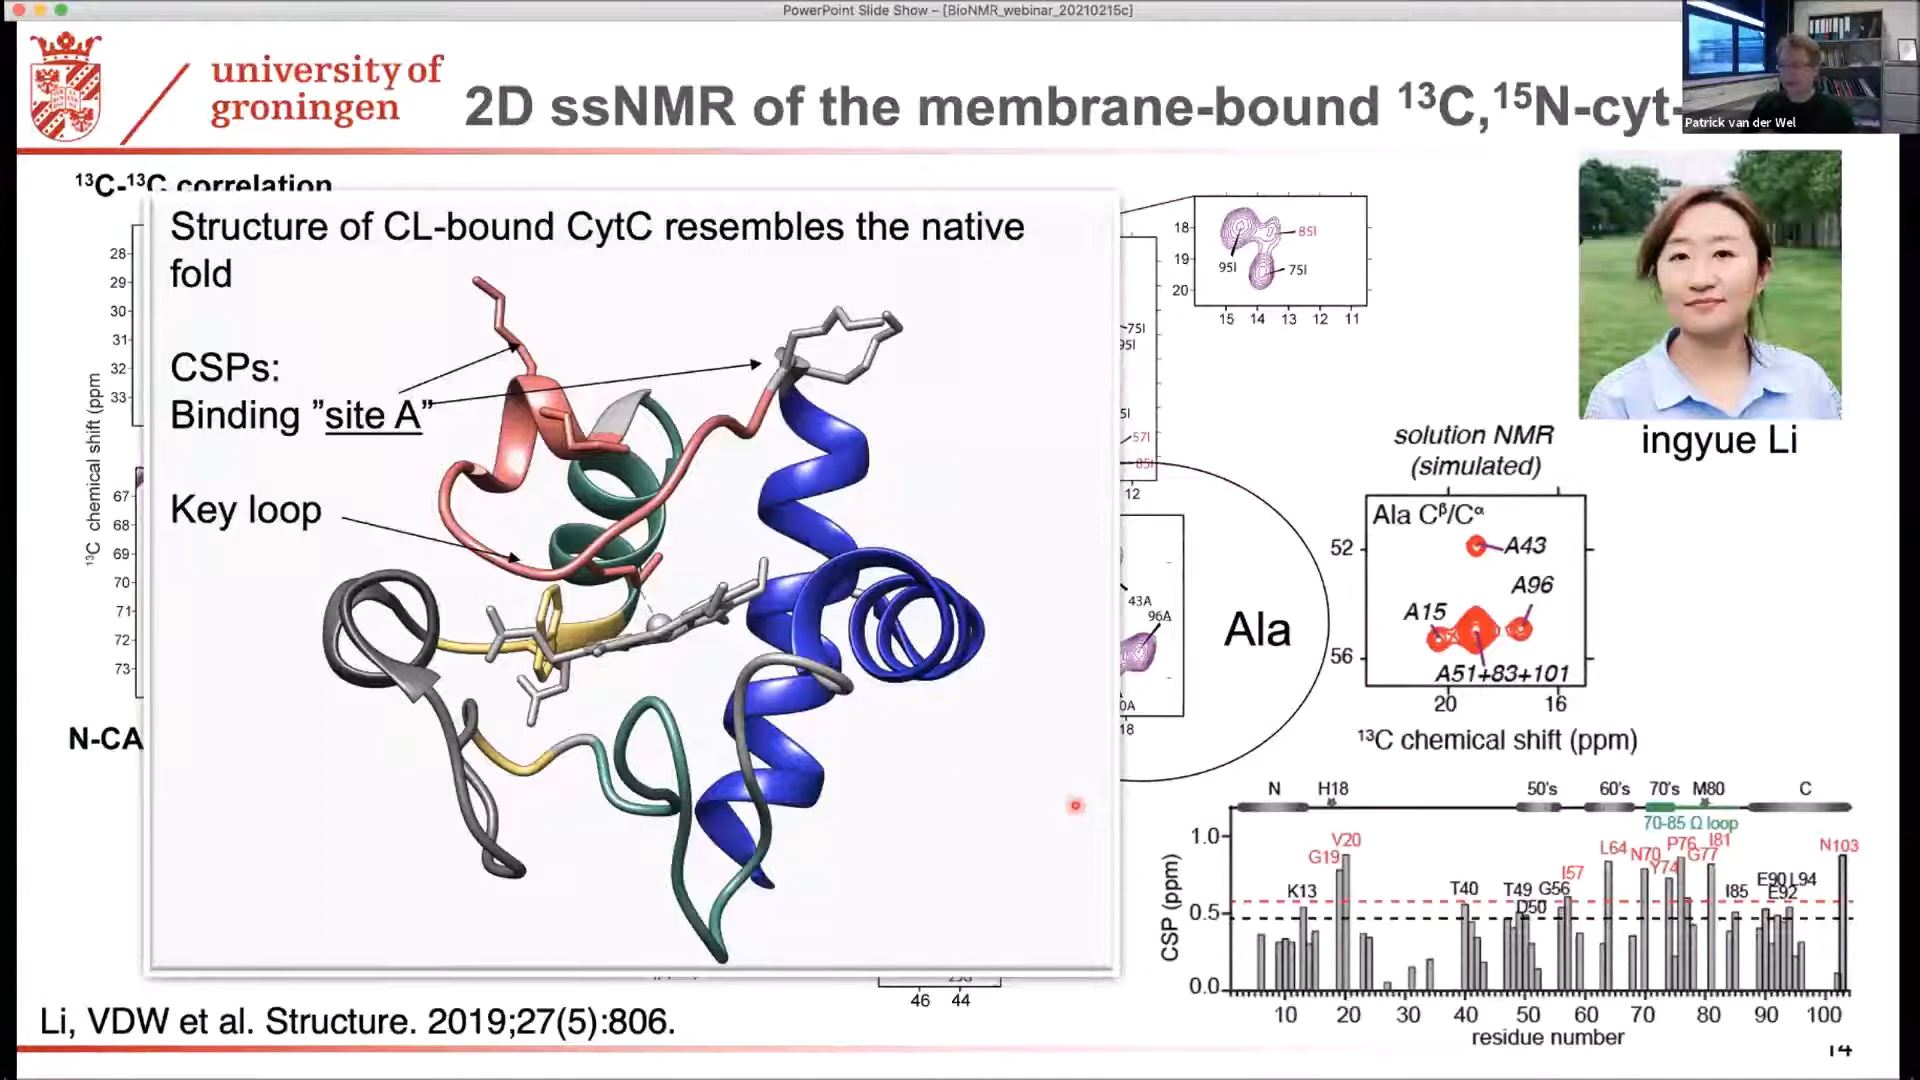 PowerPoint Slide Show – [BioNMR_webinar_20210215c]
university of
groningen
2D ssNMR of the membrane-bound ¹³C,¹⁵N-cyt-
Patrick van der Wel
¹³C-¹³C correlation
Structure of CL-bound CytC resembles the native
fold
CSPs:
Binding ”site A”
Key loop
28
29
30
31
32
33
¹³C chemical shift (ppm
67
68
69
70
71
72
73
N-CA
18
19
20
85I
95I
75I
15 14 13 12 11
75I
95I
5I
57I
85I
12
43A
96A
0A
18
Ala
ingyue Li
solution NMR
(simulated)
Ala Cᵝ/Cᵅ
52
A43
A96
A15
56
A51+83+101
20 16
¹³C chemical shift (ppm)
N H18 50's 60's 70's M80 C
70-85 Ω loop
1.0
0.5
0.0
CSP (ppm)
K13
G19
V20
T40
T49
D50
G56
I57
L64
N70
Y74
P76
G77
I81
I85
E90
E92
L94
N103
10 20 30 40 50 60 70 80 90 100
residue number
46 44
Li, VDW et al. Structure. 2019;27(5):806.
14